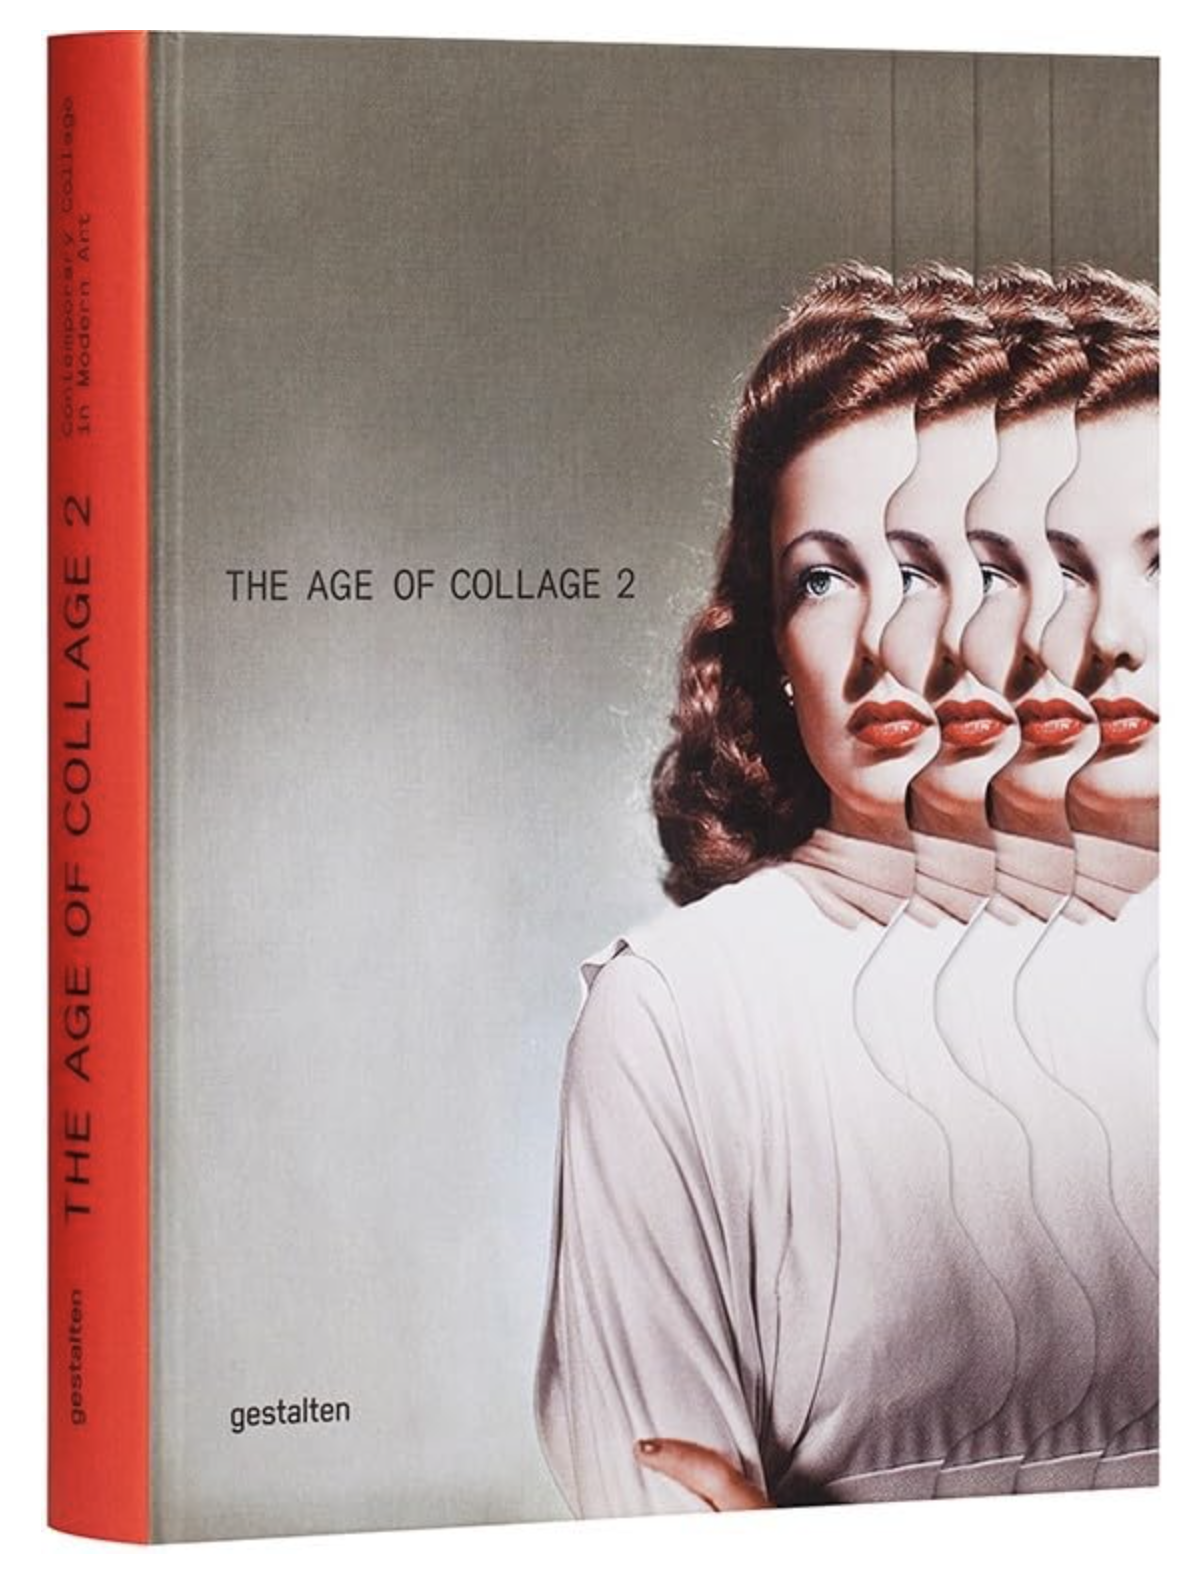 gestalten
THE AGE OF COLLAGE 2
Contemporary Collage
in Modern Art
THE AGE OF COLLAGE 2
gestalten